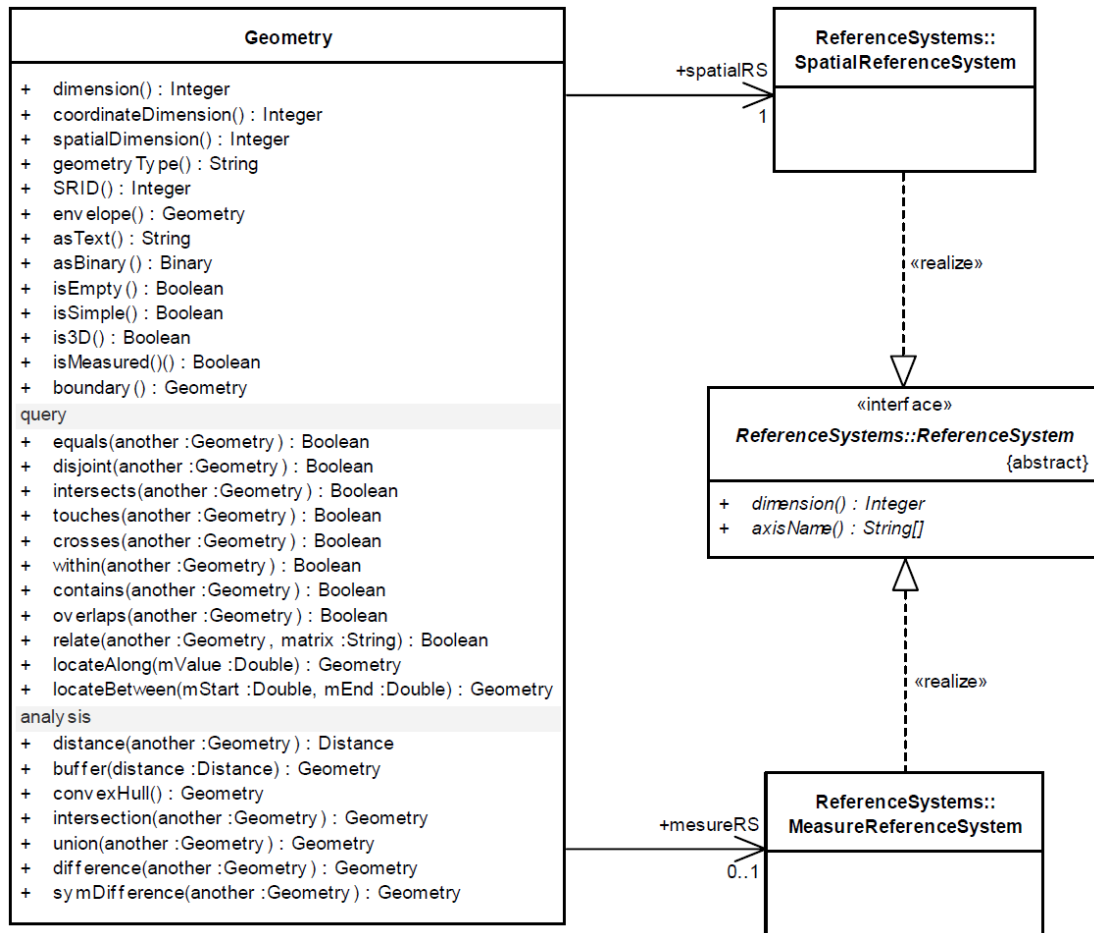 Geometry
+ dimension() : Integer
+ coordinateDimension() : Integer
+ spatialDimension() : Integer
+ geometryType() : String
+ SRID() : Integer
+ envelope() : Geometry
+ asText() : String
+ asBinary() : Binary
+ isEmpty() : Boolean
+ isSimple() : Boolean
+ is3D() : Boolean
+ isMeasured()() : Boolean
+ boundary() : Geometry
query
+ equals(another :Geometry) : Boolean
+ disjoint(another :Geometry) : Boolean
+ intersects(another :Geometry) : Boolean
+ touches(another :Geometry) : Boolean
+ crosses(another :Geometry) : Boolean
+ within(another :Geometry) : Boolean
+ contains(another :Geometry) : Boolean
+ overlaps(another :Geometry) : Boolean
+ relate(another :Geometry, matrix :String) : Boolean
+ locateAlong(mValue :Double) : Geometry
+ locateBetween(mStart :Double, mEnd :Double) : Geometry
analysis
+ distance(another :Geometry) : Distance
+ buffer(distance :Distance) : Geometry
+ convexHull() : Geometry
+ intersection(another :Geometry) : Geometry
+ union(another :Geometry) : Geometry
+ difference(another :Geometry) : Geometry
+ symDifference(another :Geometry) : Geometry
+spatialRS
1
ReferenceSystems::
SpatialReferenceSystem
«realize»
«interface»
ReferenceSystems::ReferenceSystem
{abstract}
+ dimension() : Integer
+ axisName() : String[]
«realize»
+mesureRS
0..1
ReferenceSystems::
MeasureReferenceSystem